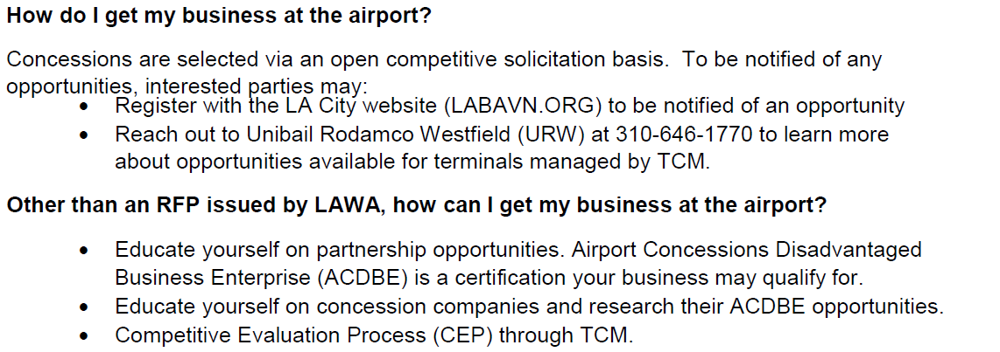 How do I get my business at the airport?
Concessions are selected via an open competitive solicitation basis.  To be notified of any
opportunities, interested parties may:
• Register with the LA City website (LABAVN.ORG) to be notified of an opportunity
• Reach out to Unibail Rodamco Westfield (URW) at 310-646-1770 to learn more
about opportunities available for terminals managed by TCM.
Other than an RFP issued by LAWA, how can I get my business at the airport?
• Educate yourself on partnership opportunities. Airport Concessions Disadvantaged
Business Enterprise (ACDBE) is a certification your business may qualify for.
• Educate yourself on concession companies and research their ACDBE opportunities.
• Competitive Evaluation Process (CEP) through TCM.